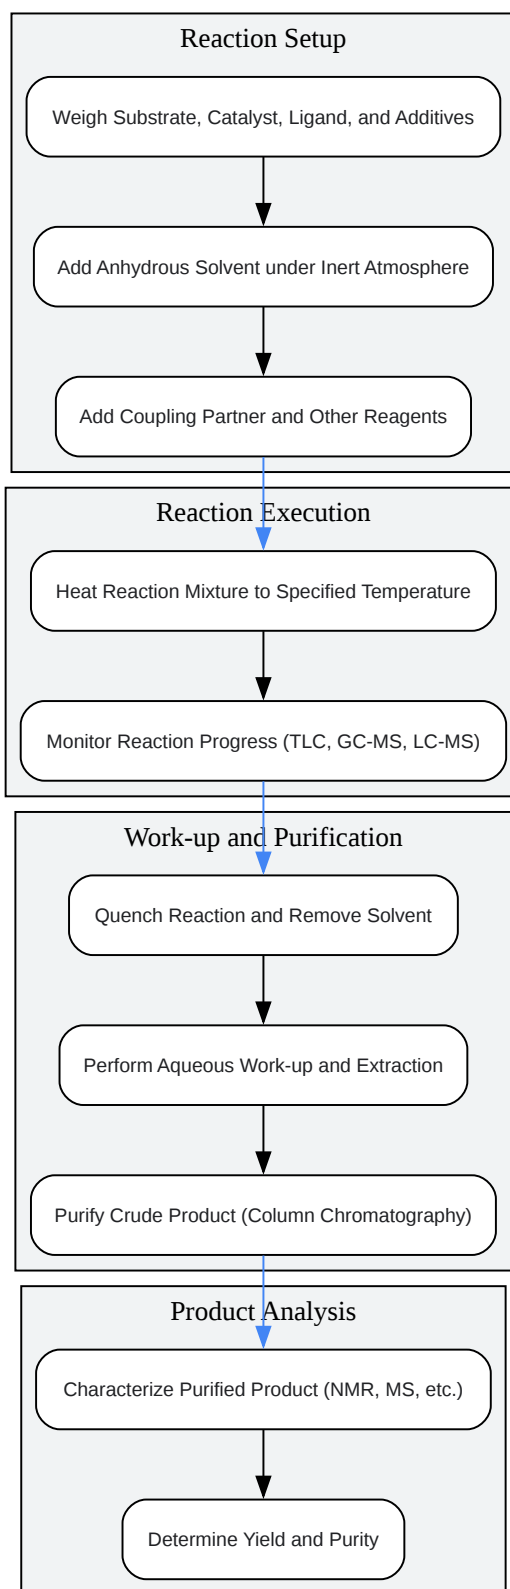 Reaction Setup
Weigh Substrate, Catalyst, Ligand, and Additives
Add Anhydrous Solvent under Inert Atmosphere
Add Coupling Partner and Other Reagents
Reaction Execution
Heat Reaction Mixture to Specified Temperature
Monitor Reaction Progress (TLC, GC-MS, LC-MS)
Work-up and Purification
Quench Reaction and Remove Solvent
Perform Aqueous Work-up and Extraction
Purify Crude Product (Column Chromatography)
Product Analysis
Characterize Purified Product (NMR, MS, etc.)
Determine Yield and Purity